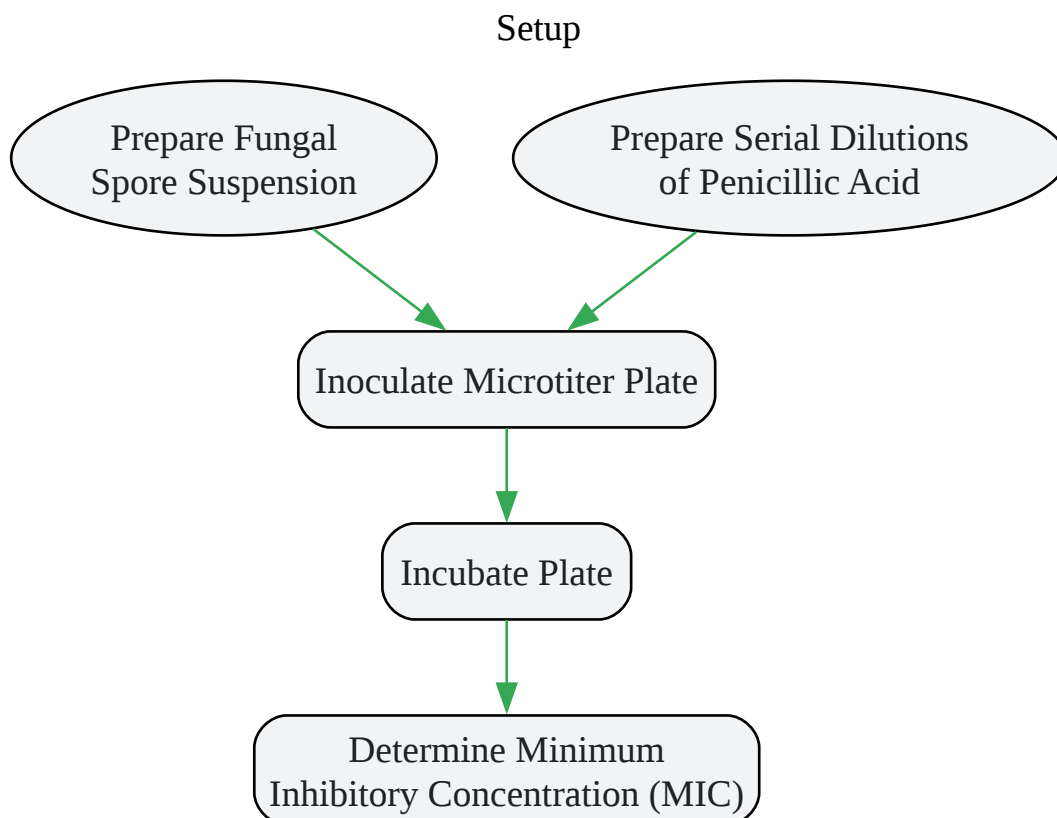 Setup
Prepare Fungal
Spore Suspension
Prepare Serial Dilutions
of Penicillic Acid
Inoculate Microtiter Plate
Incubate Plate
Determine Minimum
Inhibitory Concentration (MIC)